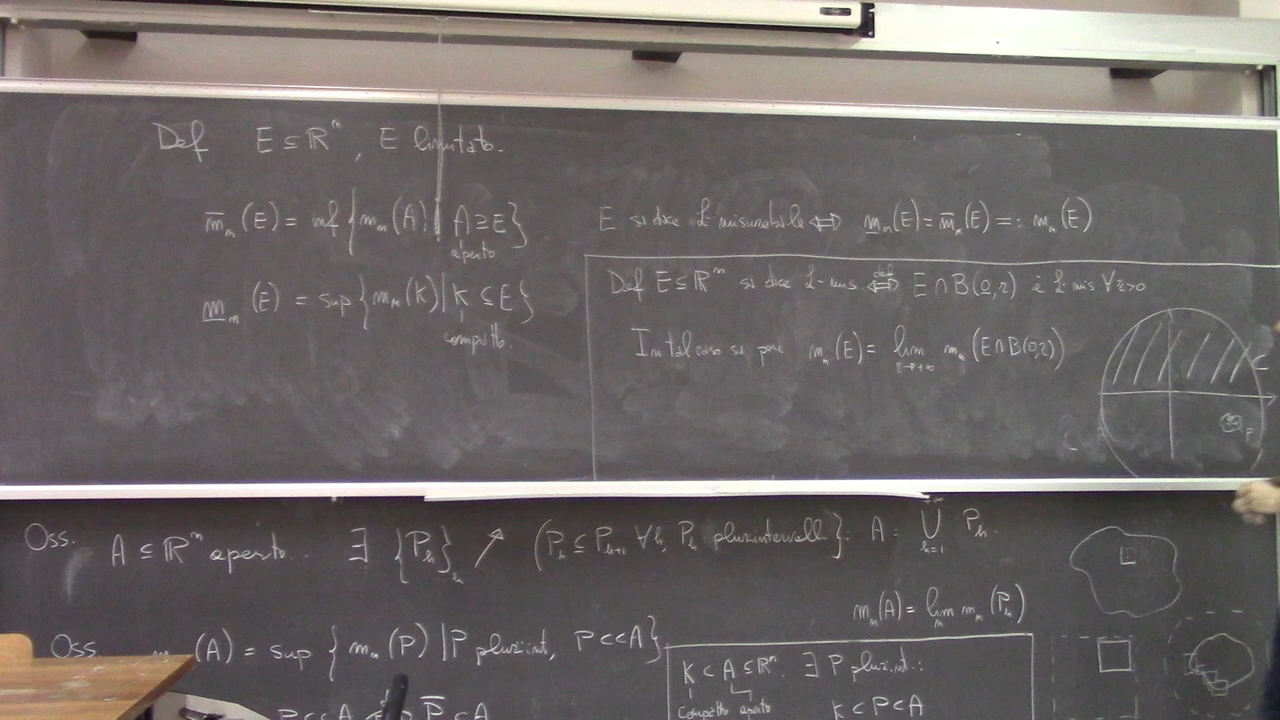 Def E ⊆ ℝⁿ, E limitato.
m̅ₙ(E) = inf { mₙ(A) | A ⊇ E }
aperto
m̲ₙ(E) = sup { mₙ(K) | K ⊆ E }
compatto.
E si dice L misurabile ⟺ m̲ₙ(E) = m̅ₙ(E) =: mₙ(E)
Def E ⊆ ℝⁿ si dice L-mis ⟺ def E ∩ B(0,r) è L-mis ∀r>0
In tal caso si pone mₙ(E) = lim r→+∞ mₙ(E∩B(0,r))
C
E
Oss. A ⊆ ℝⁿ aperto. ∃ {Pₕ}ₕ ↗ (Pₕ ⊆ Pₕ₊₁ ∀h, Pₕ plurintervalli}: A = ⋃ₕ₌₁^{+∞} Pₕ.
mₙ(A) = lim mₙ(Pₕ)
Oss. mₙ(A) = sup { mₙ(P) | P plurint, P⊂⊂A }
P⊂⊂A P̅ ⊂ A
K ⊂ A ⊆ ℝⁿ. ∃ P plurint.:
compatto aperto
K ⊂ P ⊂ A